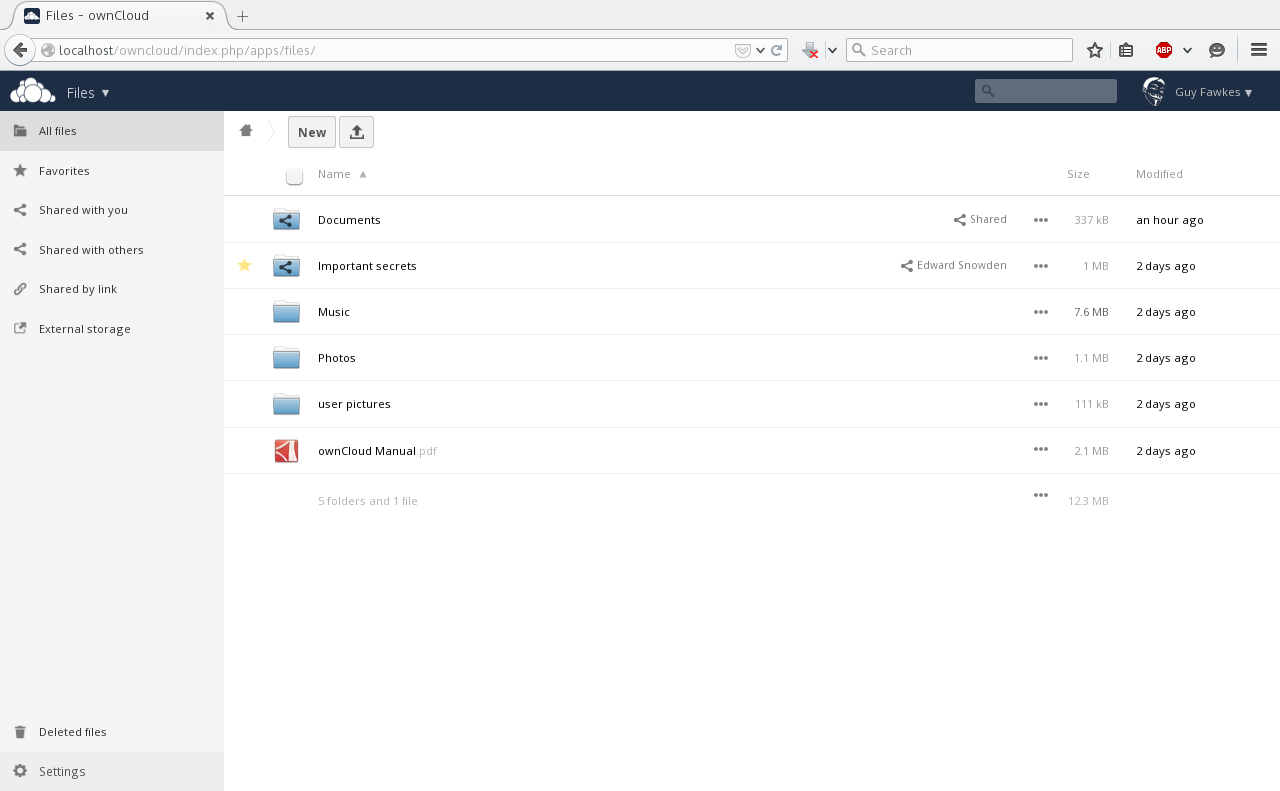 Files - ownCloud
localhost/owncloud/index.php/apps/files/
Search
ABP
Files ▼
Guy Fawkes ▼
All files
Favorites
Shared with you
Shared with others
Shared by link
External storage
Deleted files
Settings
New
Name ▲ Size Modified
Documents Shared ••• 337 kB an hour ago
Important secrets Edward Snowden ••• 1 MB 2 days ago
Music ••• 7.6 MB 2 days ago
Photos ••• 1.1 MB 2 days ago
user pictures ••• 111 kB 2 days ago
ownCloud Manual.pdf ••• 2.1 MB 2 days ago
5 folders and 1 file ••• 12.3 MB